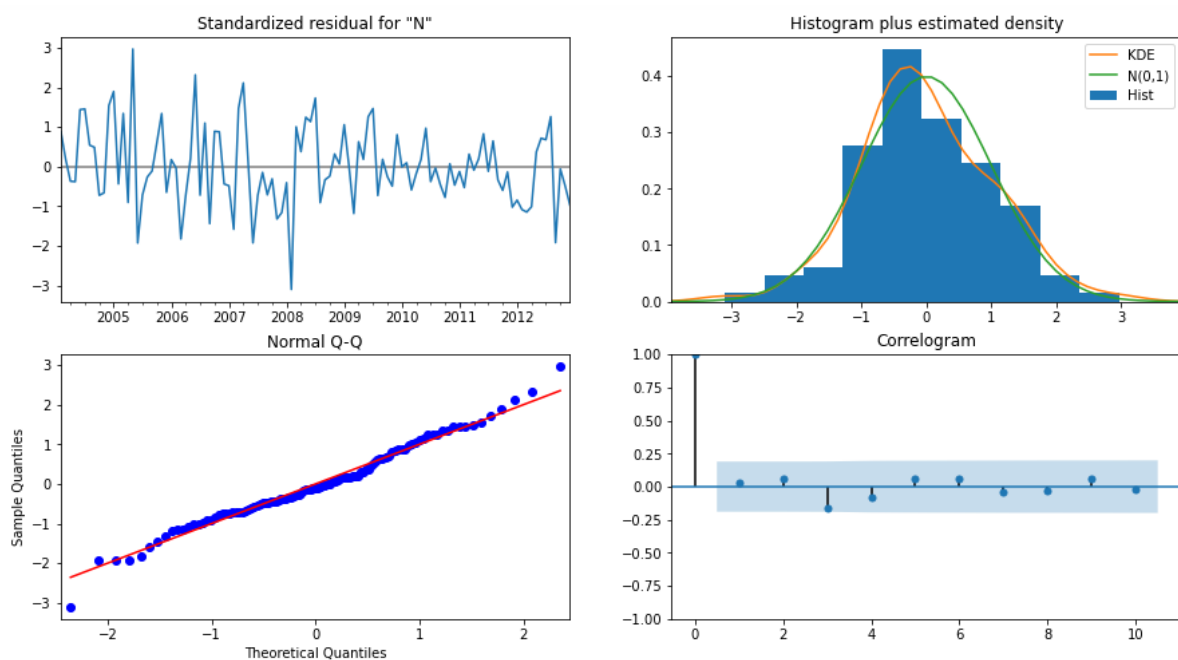 Standardized residual for "N"
3
2
1
0
−1
−2
−3
2005 2006 2007 2008 2009 2010 2011 2012
Histogram plus estimated density
KDE
N(0,1)
Hist
0.4
0.3
0.2
0.1
0.0
−3 −2 −1 0 1 2 3
Normal Q-Q
Sample Quantiles
3
2
1
0
−1
−2
−3
−2 −1 0 1 2
Theoretical Quantiles
Correlogram
1.00
0.75
0.50
0.25
0.00
−0.25
−0.50
−0.75
−1.00
0 2 4 6 8 10